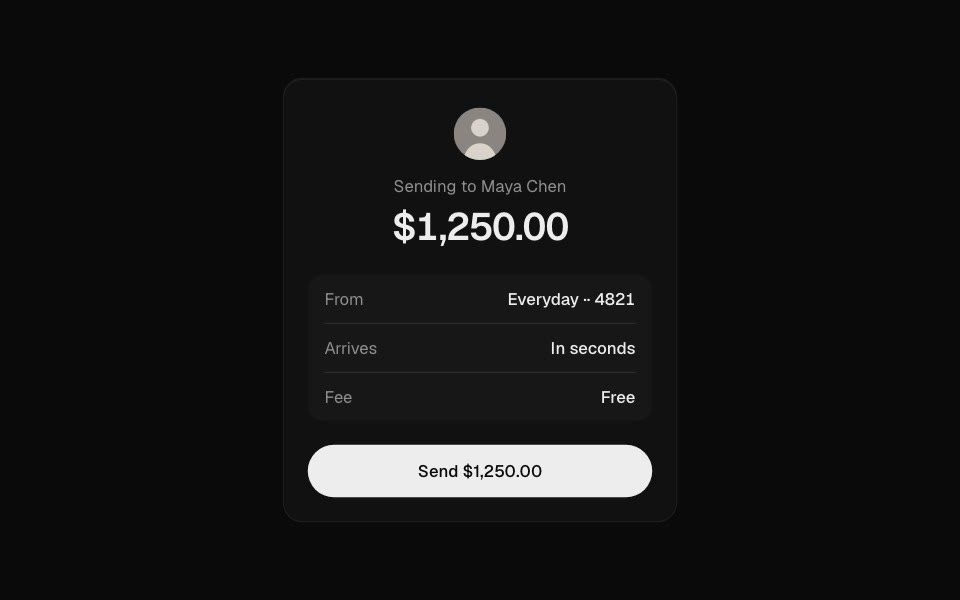 Sending to Maya Chen
$1,250.00
From Everyday ·· 4821
Arrives In seconds
Fee Free
Send $1,250.00